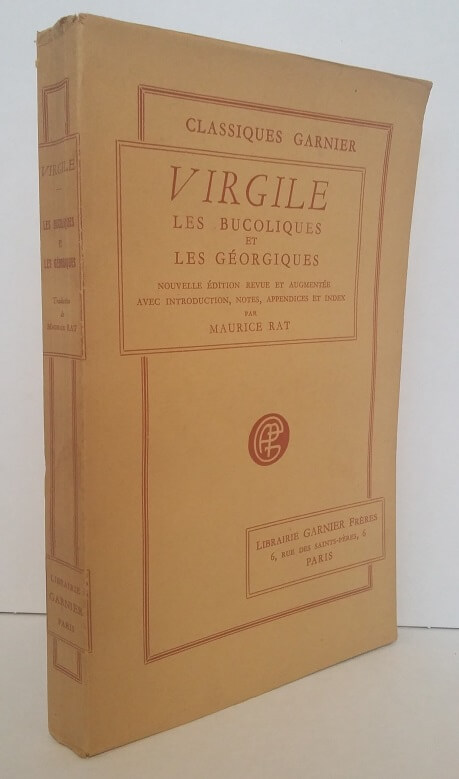 CLASSIQUES GARNIER
VIRGILE
LES BUCOLIQUES
ET
LES GÉORGIQUES
NOUVELLE ÉDITION REVUE ET AUGMENTÉE
AVEC INTRODUCTION, NOTES, APPENDICES ET INDEX
PAR
MAURICE RAT
LIBRAIRIE GARNIER FRÈRES
6, RUE DES SAINTS-PÈRES, 6
PARIS
VIRGILE
LES BUCOLIQUES
ET
LES GÉORGIQUES
Traduction
de
MAURICE RAT
LIBRAIRIE
GARNIER
PARIS